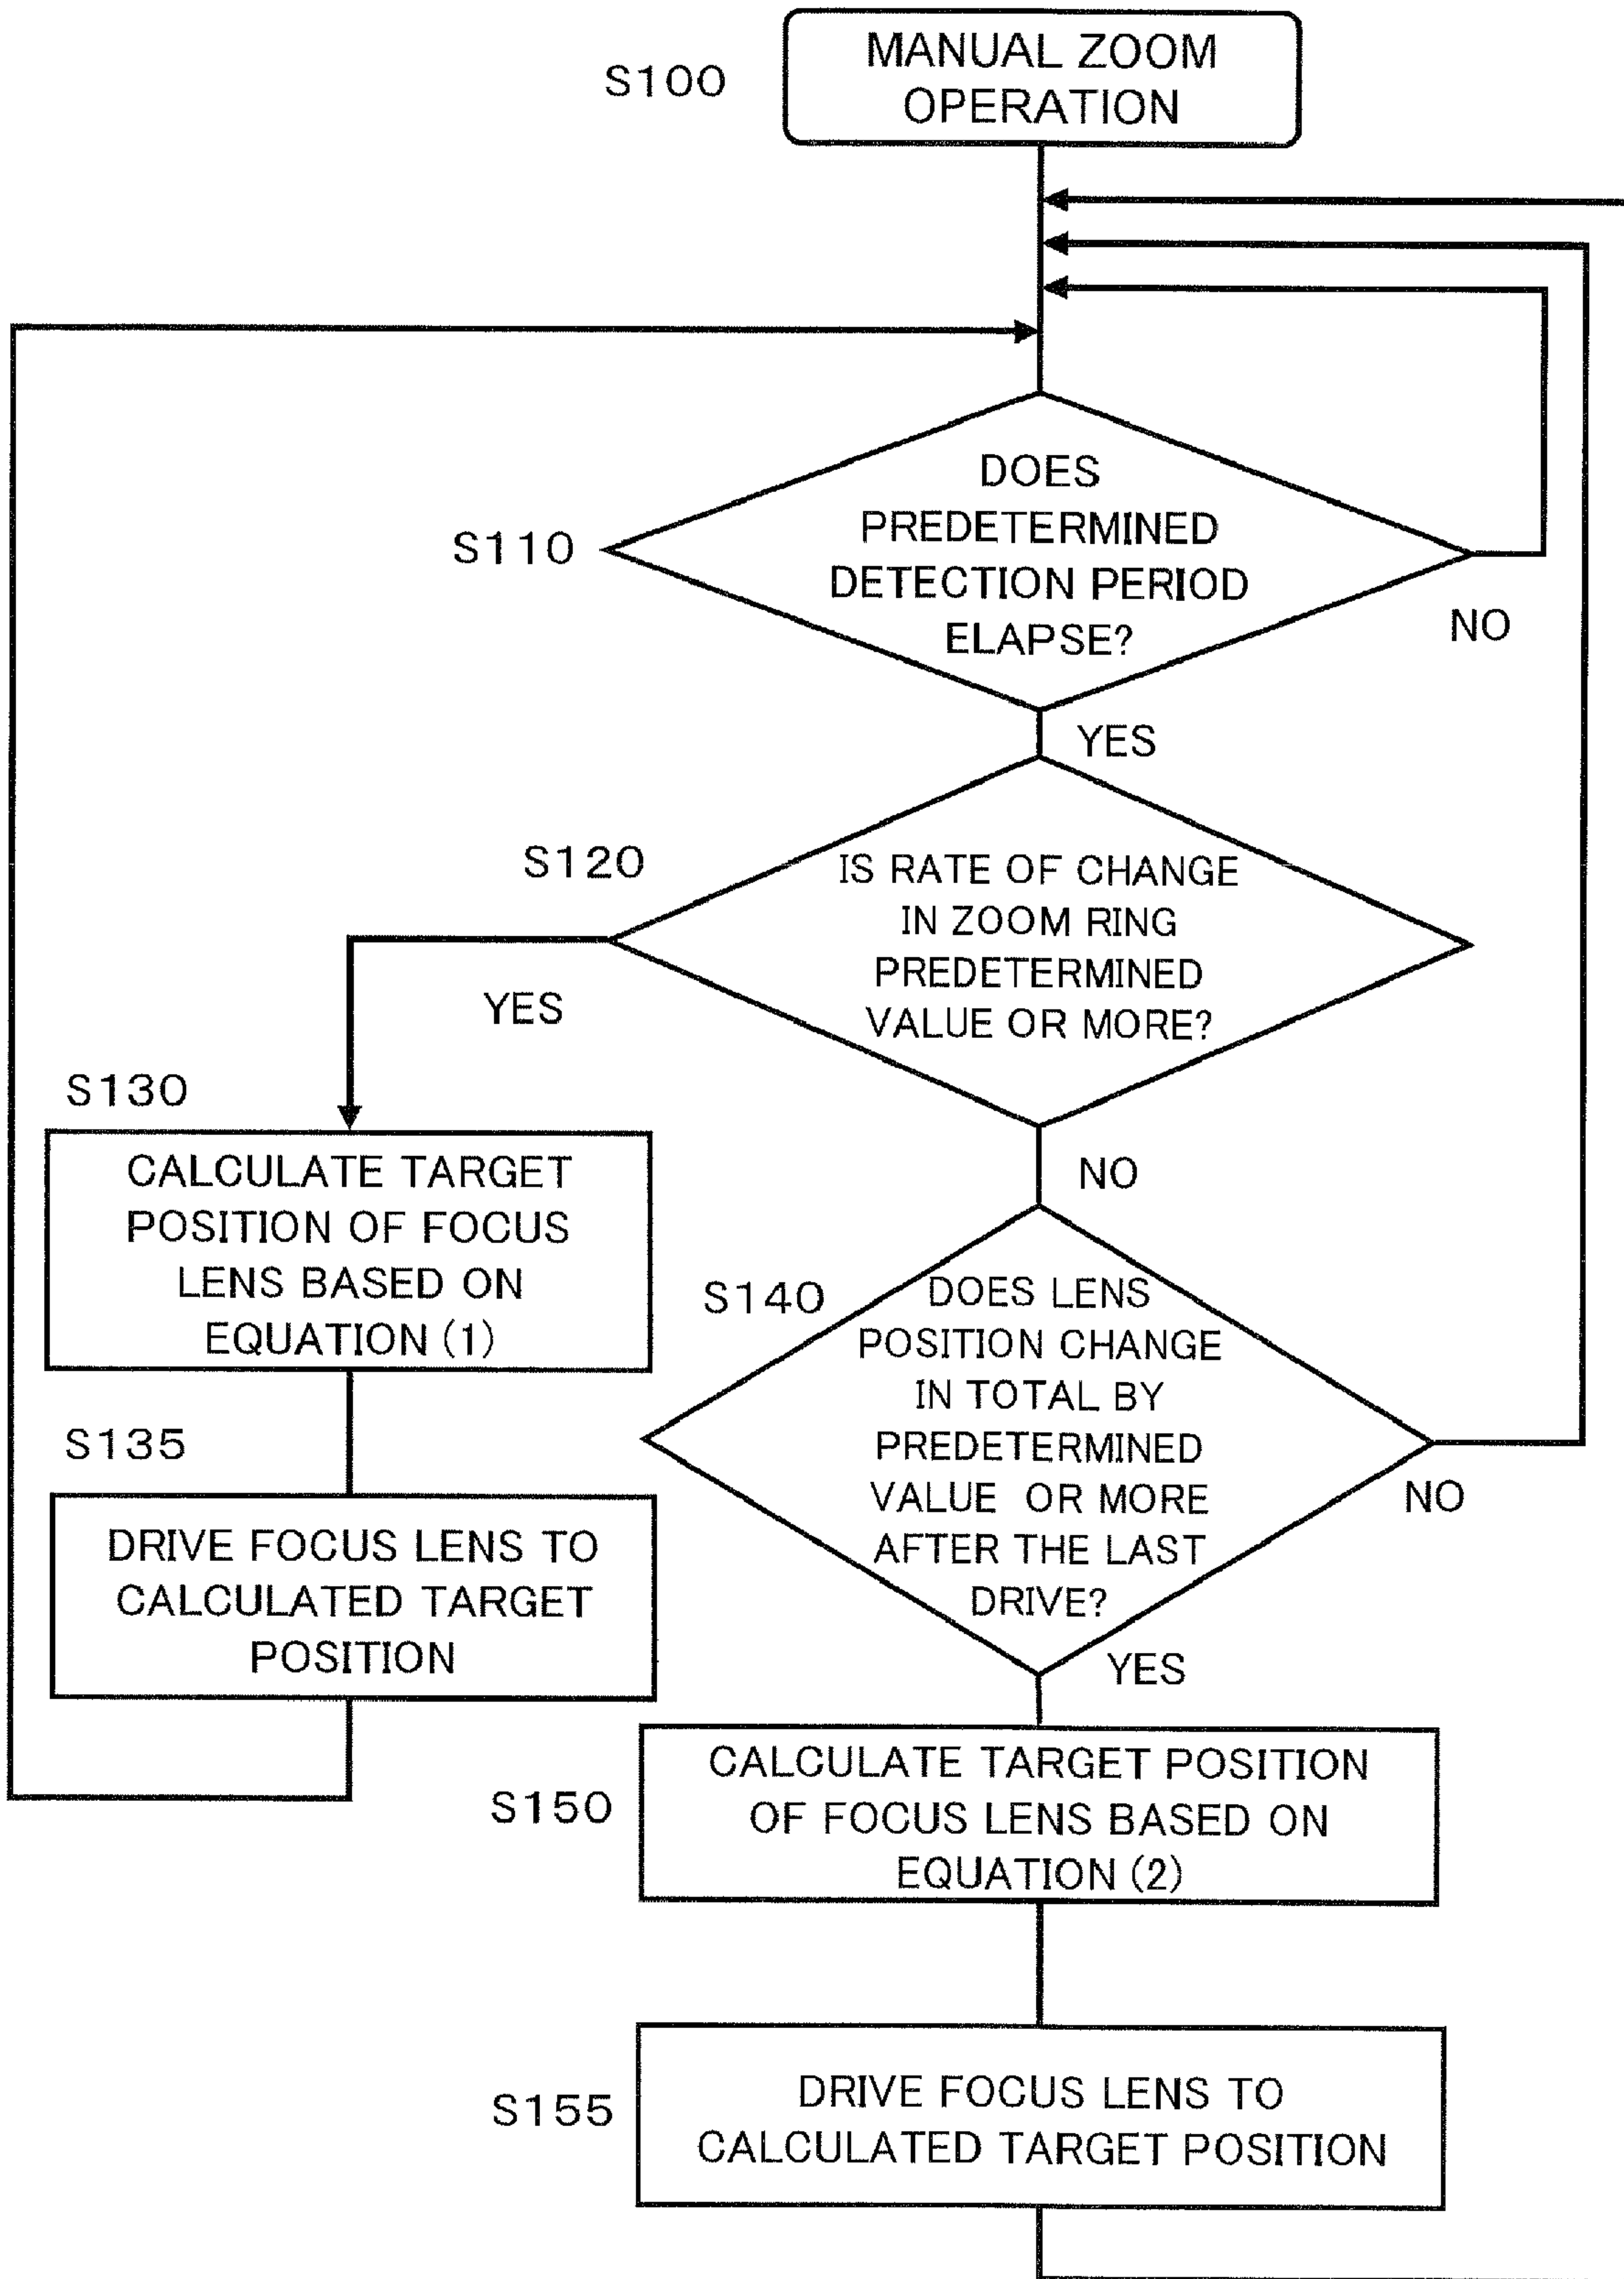 S100
MANUAL ZOOM
OPERATION
S110
DOES
PREDETERMINED
DETECTION PERIOD
ELAPSE?
NO
YES
S120
IS RATE OF CHANGE
IN ZOOM RING
PREDETERMINED
VALUE OR MORE?
YES
NO
S130
CALCULATE TARGET
POSITION OF FOCUS
LENS BASED ON
EQUATION (1)
S135
DRIVE FOCUS LENS TO
CALCULATED TARGET
POSITION
S140
DOES LENS
POSITION CHANGE
IN TOTAL BY
PREDETERMINED
VALUE OR MORE
AFTER THE LAST
DRIVE?
NO
YES
S150
CALCULATE TARGET POSITION
OF FOCUS LENS BASED ON
EQUATION (2)
S155
DRIVE FOCUS LENS TO
CALCULATED TARGET POSITION